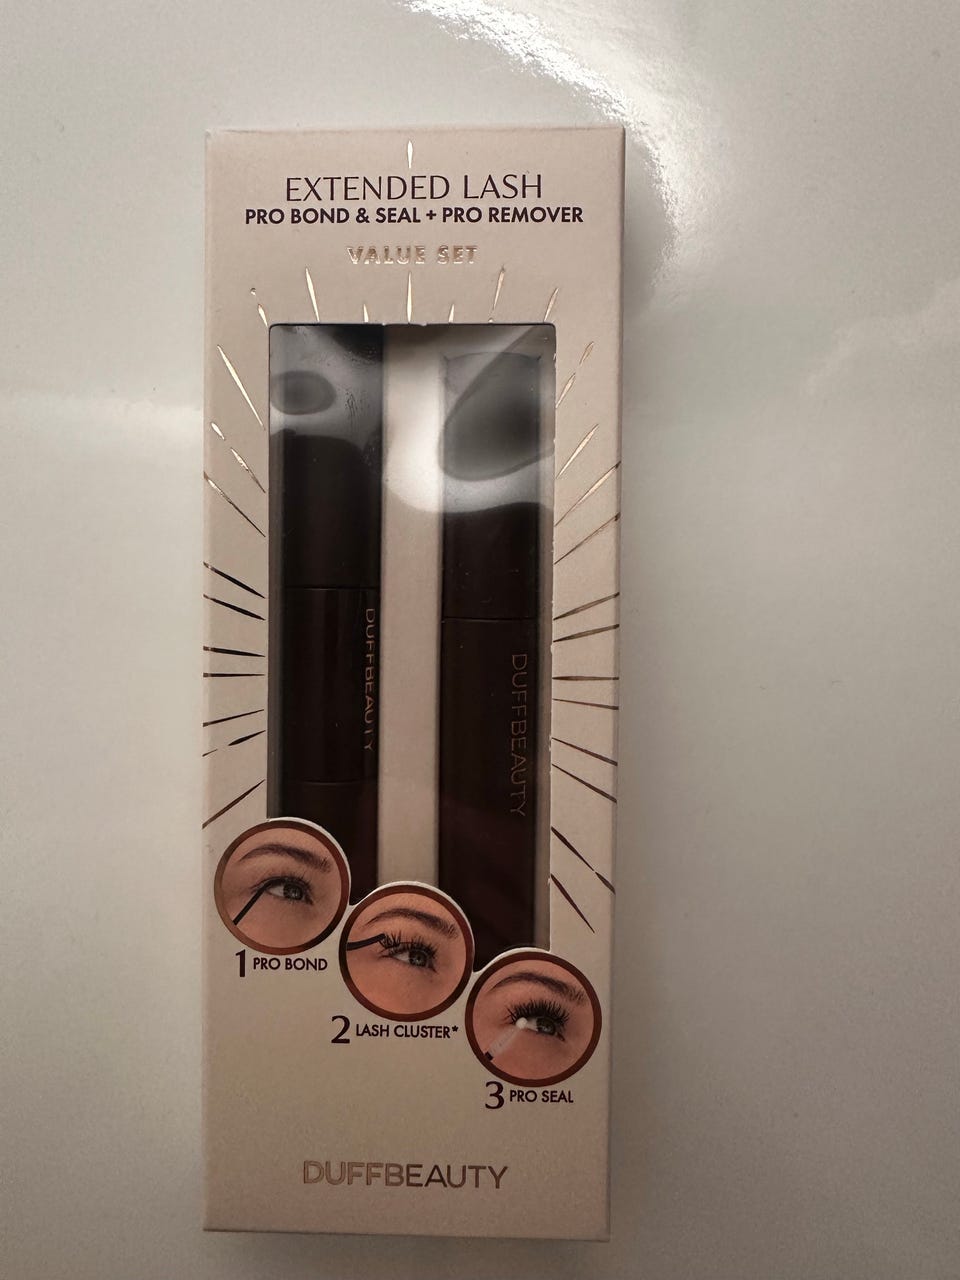 EXTENDED LASH
PRO BOND & SEAL + PRO REMOVER
VALUE SET
DUFFBEAUTY
DUFFBEAUTY
1 PRO BOND
2 LASH CLUSTER*
3 PRO SEAL
DUFFBEAUTY